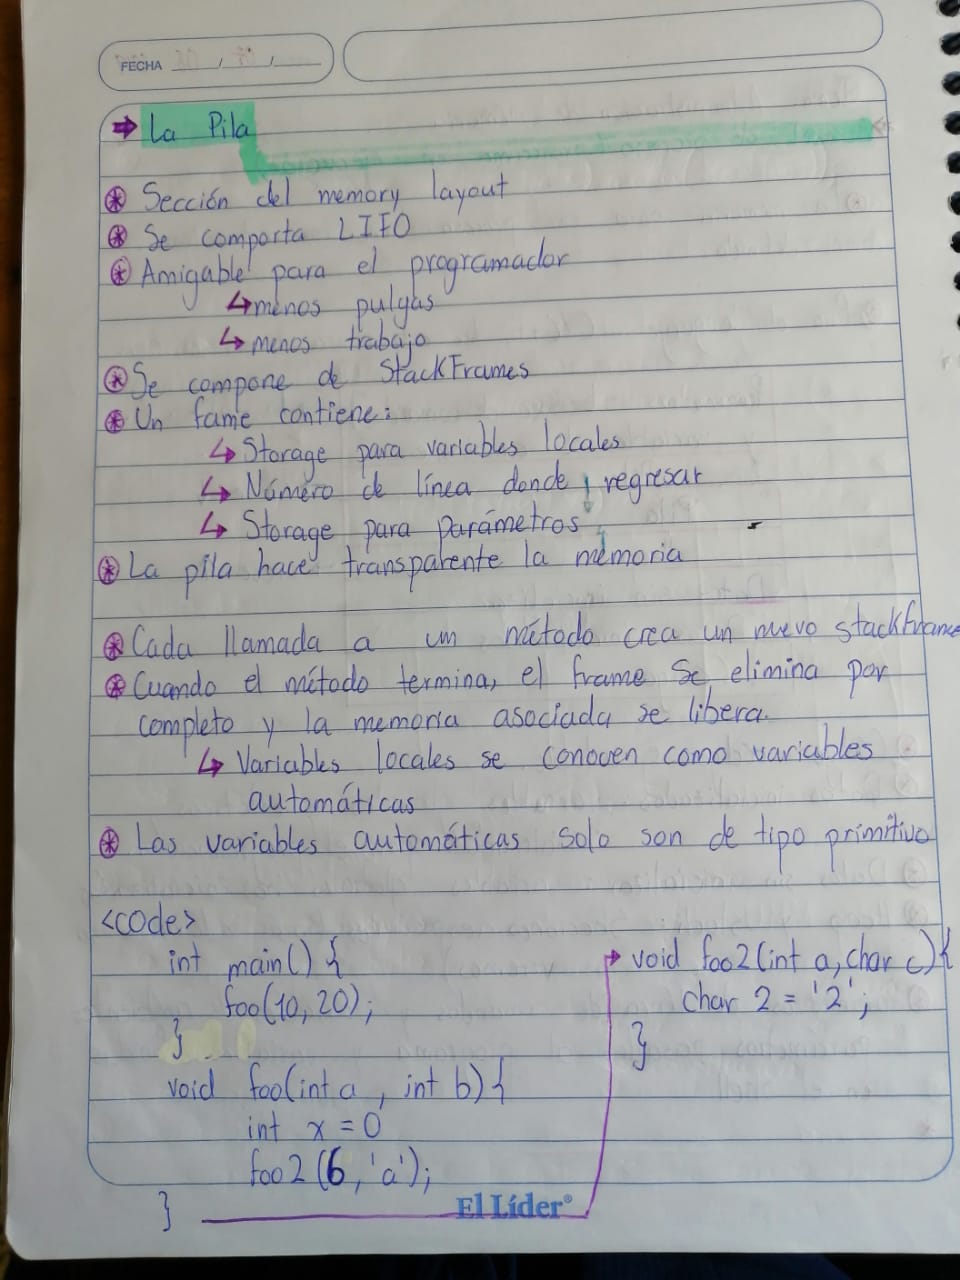 FECHA
⇒ La Pila
⊛ Sección del memory layout
⊛ Se comporta LIFO
⊛ Amigable para el programador
↳ menos pulgas
↳ menos trabajo
⊛ Se compone de StackFrames
⊛ Un fame contiene:
↳ Storage para variables locales
↳ Número de línea donde regresar
↳ Storage para parámetros
⊛ La pila hace transparente la memoria
⊛ Cada llamada a un método crea un nuevo stackFrame
⊛ Cuando el método termina, el frame se elimina por
completo y la memoria asociada se libera.
↳ Variables locales se conocen como variables
automáticas
⊛ Las variables automáticas solo son de tipo primitivo
<code>
int main() {
foo(10, 20);
}
void foo(int a, int b) {
int x = 0
foo2 (6, 'a');
}
void foo2(int a, char c) {
char 2 = '2';
}
El Líder®